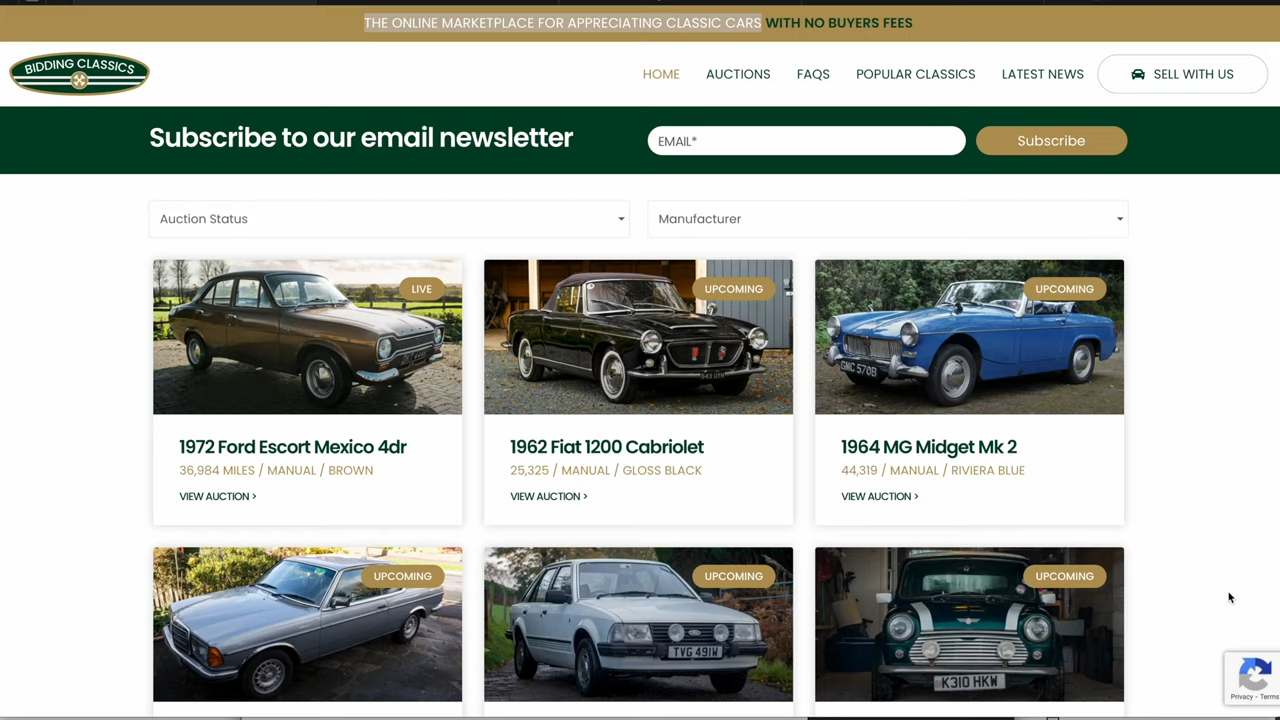 THE ONLINE MARKETPLACE FOR APPRECIATING CLASSIC CARS WITH NO BUYERS FEES
BIDDING CLASSICS
HOME AUCTIONS FAQS POPULAR CLASSICS LATEST NEWS SELL WITH US
Subscribe to our email newsletter EMAIL* Subscribe
Auction Status Manufacturer
LIVE UPCOMING UPCOMING
GMC 570B
1972 Ford Escort Mexico 4dr 1962 Fiat 1200 Cabriolet 1964 MG Midget Mk 2
36,984 MILES / MANUAL / BROWN 25,325 / MANUAL / GLOSS BLACK 44,319 / MANUAL / RIVIERA BLUE
VIEW AUCTION > VIEW AUCTION > VIEW AUCTION >
UPCOMING UPCOMING UPCOMING
TVG 491W
K310 HKW
Privacy - Terms